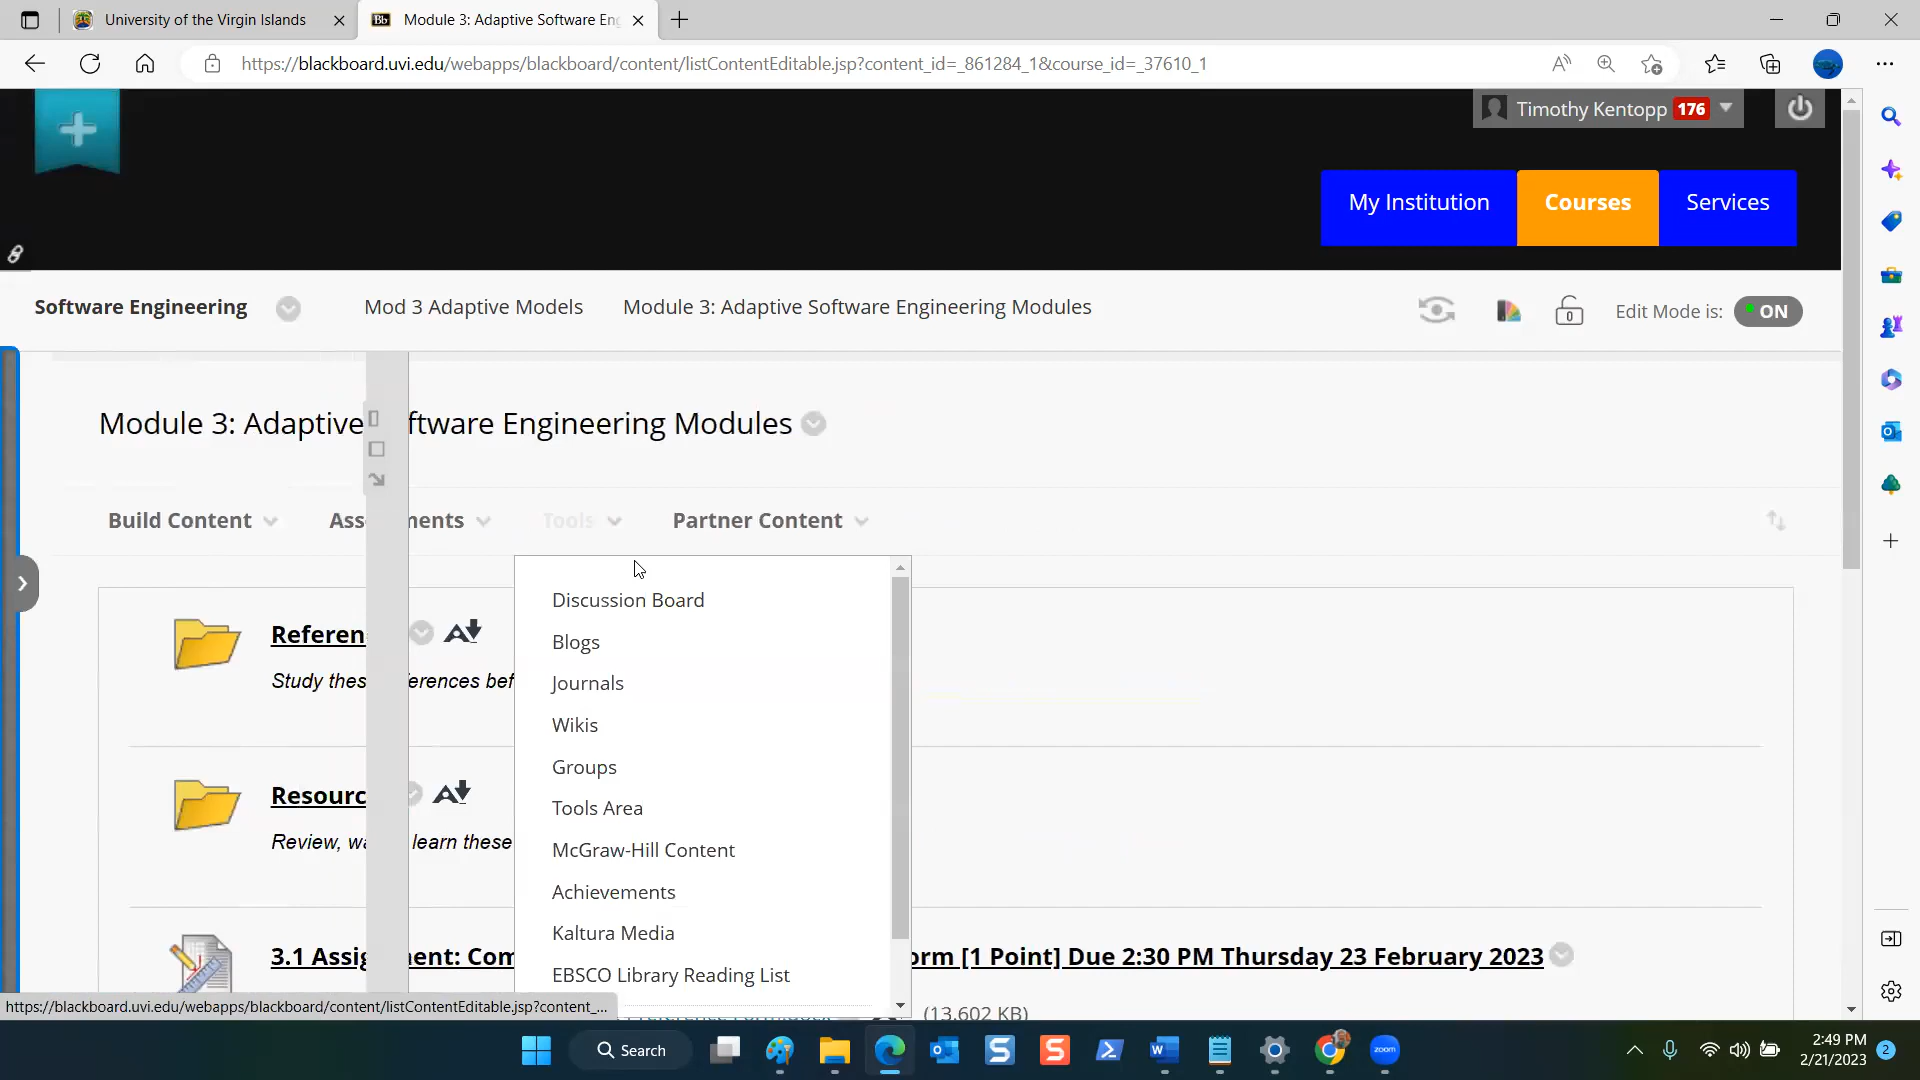 University of the Virgin Islands
Bb Module 3: Adaptive Software En
https://blackboard.uvi.edu/webapps/blackboard/content/listContentEditable.jsp?content_id=_861284_1&course_id=_37610_1
Timothy Kentopp 176
My Institution
Courses
Services
Software Engineering
Mod 3 Adaptive Models
Module 3: Adaptive Software Engineering Modules
0
Edit Mode is:
ON
Module 3: Adaptive ftware Engineering Modules
Build Content
Ass ments
Tools
Partner Content
Discussion Board
Blogs
Journals
Wikis
Groups
Tools Area
McGraw-Hill Content
Achievements
Kaltura Media
EBSCO Library Reading List
Referen
Study thes erences bef
Resourc
Review, wa learn these
3.1 Assig ent: Com orm [1 Point] Due 2:30 PM Thursday 23 February 2023
(13.602 KB)
https://blackboard.uvi.edu/webapps/blackboard/content/listContentEditable.jsp?content_...
Search
zoom
2:49 PM
2/21/2023
2